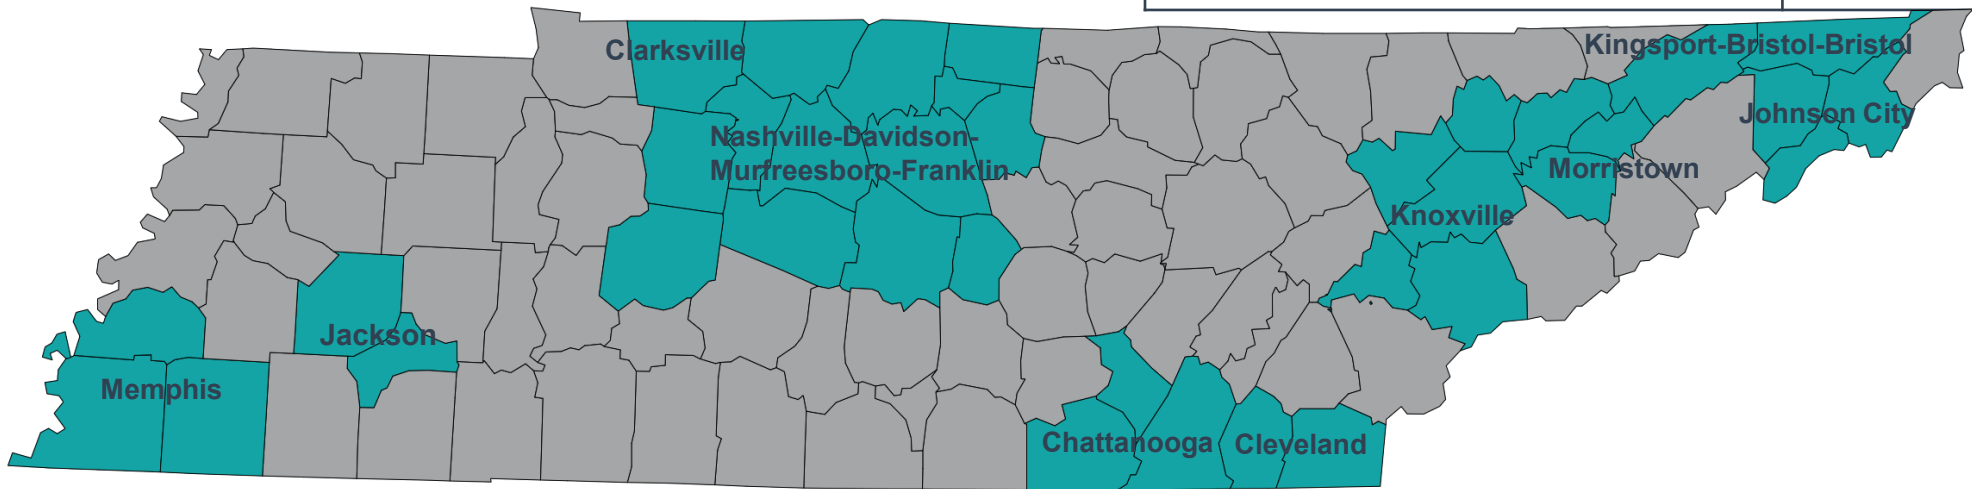 Clarksville
Kingsport-Bristol-Bristol
Johnson City
Nashville-Davidson-
Murfreesboro-Franklin
Morristown
Knoxville
Jackson
Memphis
Chattanooga
Cleveland